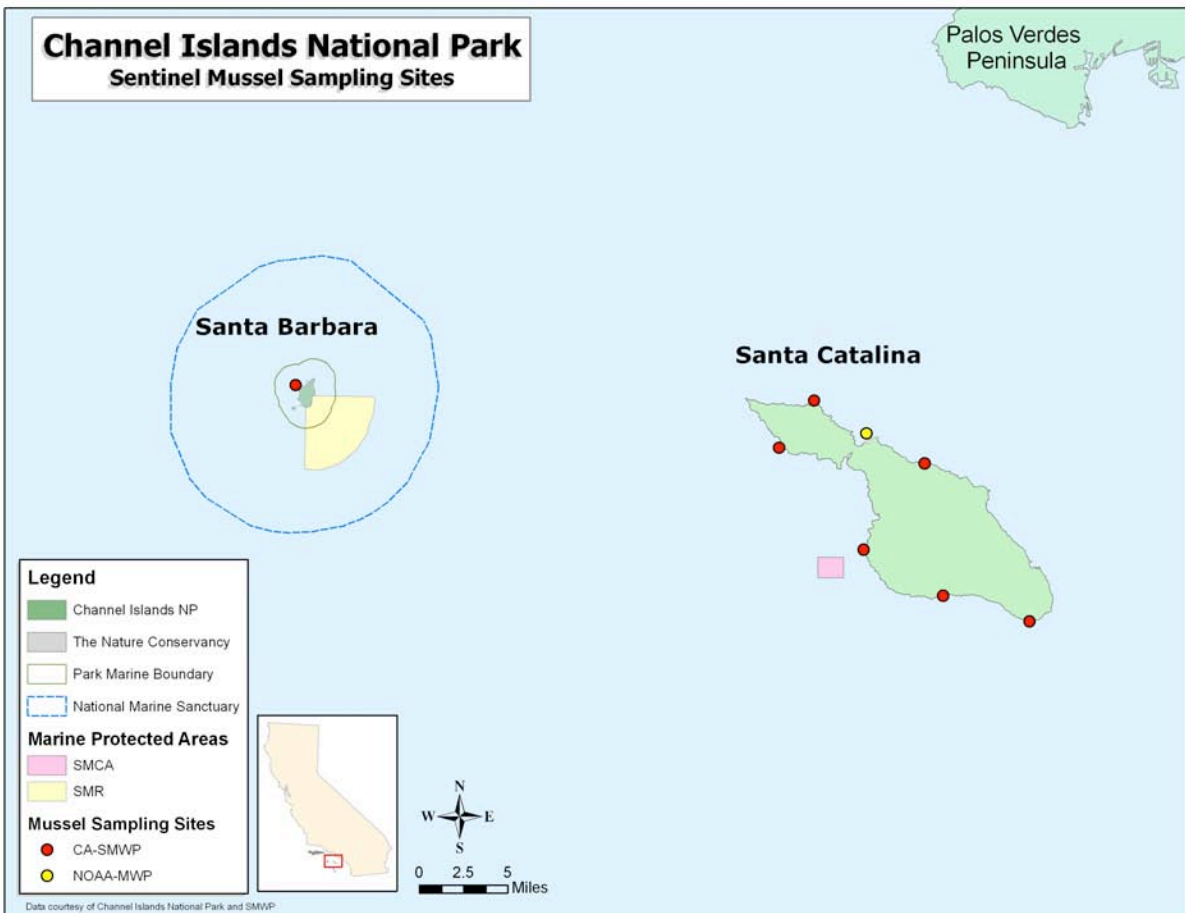 Channel Islands National Park
Sentinel Mussel Sampling Sites
Palos Verdes
Peninsula
Santa Barbara
Santa Catalina
Legend
Channel Islands NP
The Nature Conservancy
Park Marine Boundary
National Marine Sanctuary
Marine Protected Areas
SMCA
SMR
Mussel Sampling Sites
CA-SMWP
NOAA-MWP
N
W E
S
0 2.5 5
Miles
Data courtesy of Channel Islands National Park and SMWP